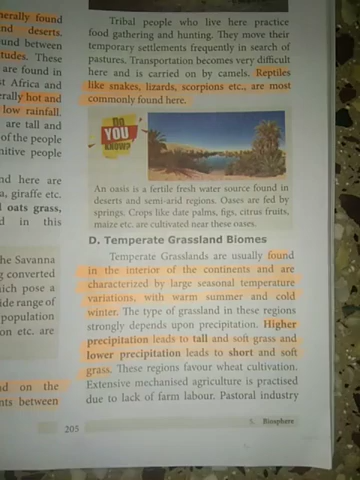 nerally found
nd deserts.
und between
itudes. These
are found in
st Africa and
erally hot and
low rainfall.
are tall and
of the people
nitive people
nd here are
a, giraffe etc.
d oats grass,
d in this
he Savanna
g converted
hich pose a
ide range of
population
on etc. are
nd on the
nts between
Tribal people who live here practice
food gathering and hunting. They move their
temporary settlements frequently in search of
pastures. Transportation becomes very difficult
here and is carried on by camels. Reptiles
like snakes, lizards, scorpions etc., are most
commonly found here.
DO
YOU
KNOW?
An oasis is a fertile fresh water source found in
deserts and semi-arid regions. Oases are fed by
springs. Crops like date palms, figs, citrus fruits,
maize etc. are cultivated near these oases.
D. Temperate Grassland Biomes
Temperate Grasslands are usually found
in the interior of the continents and are
characterized by large seasonal temperature
variations, with warm summer and cold
winter. The type of grassland in these regions
strongly depends upon precipitation. Higher
precipitation leads to tall and soft grass and
lower precipitation leads to short and soft
grass. These regions favour wheat cultivation.
Extensive mechanised agriculture is practised
due to lack of farm labour. Pastoral industry
205
5. Biosphere